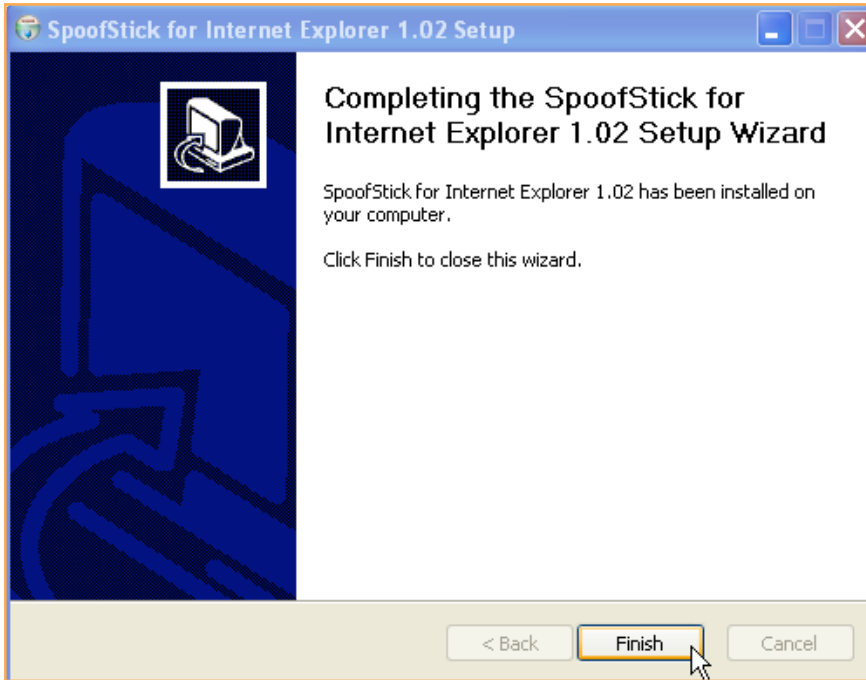 SpoofStick for Internet Explorer 1.02 Setup
Completing the SpoofStick for
Internet Explorer 1.02 Setup Wizard
SpoofStick for Internet Explorer 1.02 has been installed on
your computer.
Click Finish to close this wizard.
< Back Finish Cancel